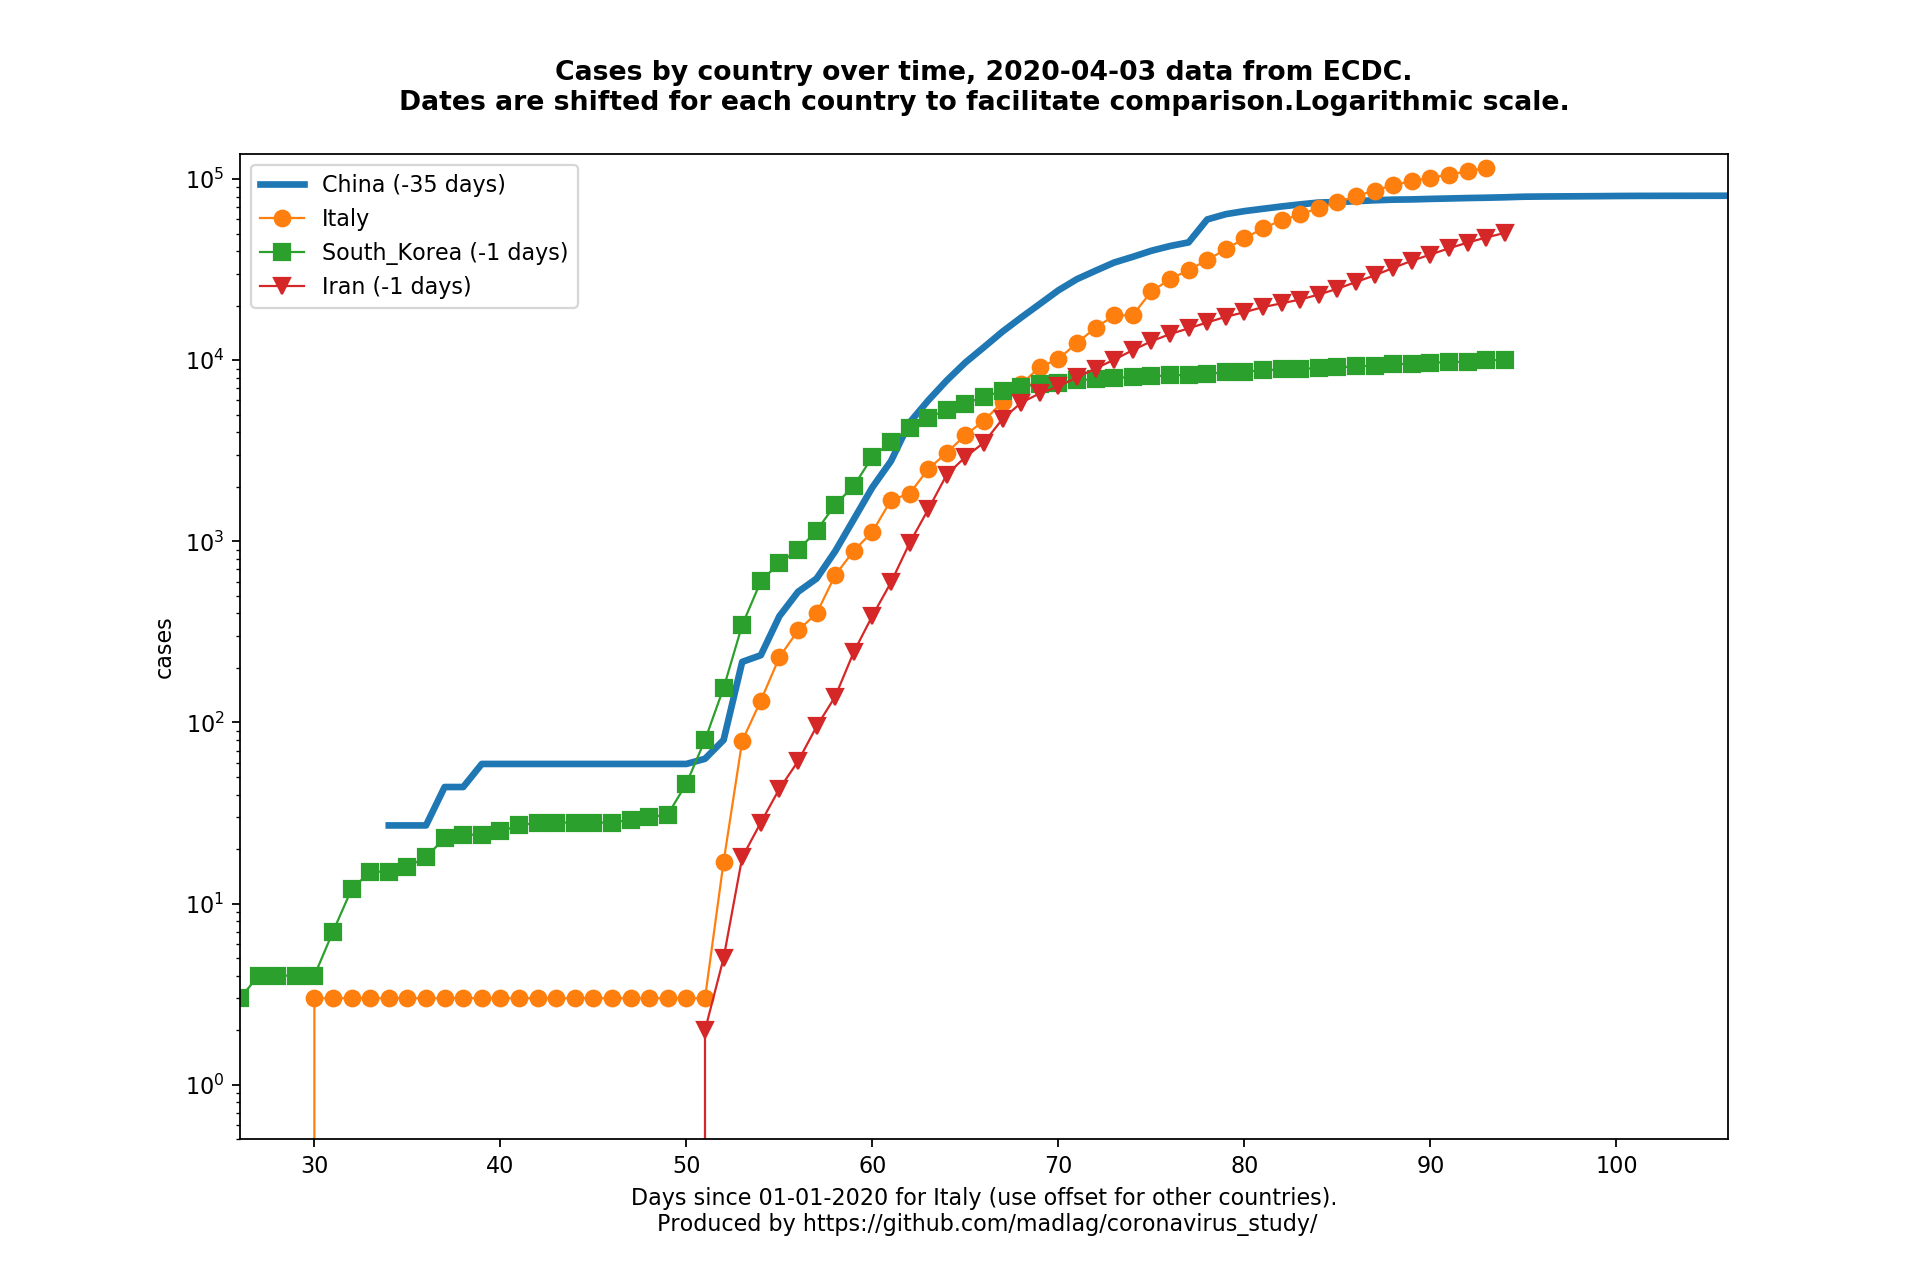 Cases by country over time, 2020-04-03 data from ECDC.
Dates are shifted for each country to facilitate comparison.Logarithmic scale.
China (-35 days)
Italy
South_Korea (-1 days)
Iran (-1 days)
10^5
10^4
10^3
10^2
10^1
10^0
cases
30 40 50 60 70 80 90 100
Days since 01-01-2020 for Italy (use offset for other countries).
Produced by https://github.com/madlag/coronavirus_study/